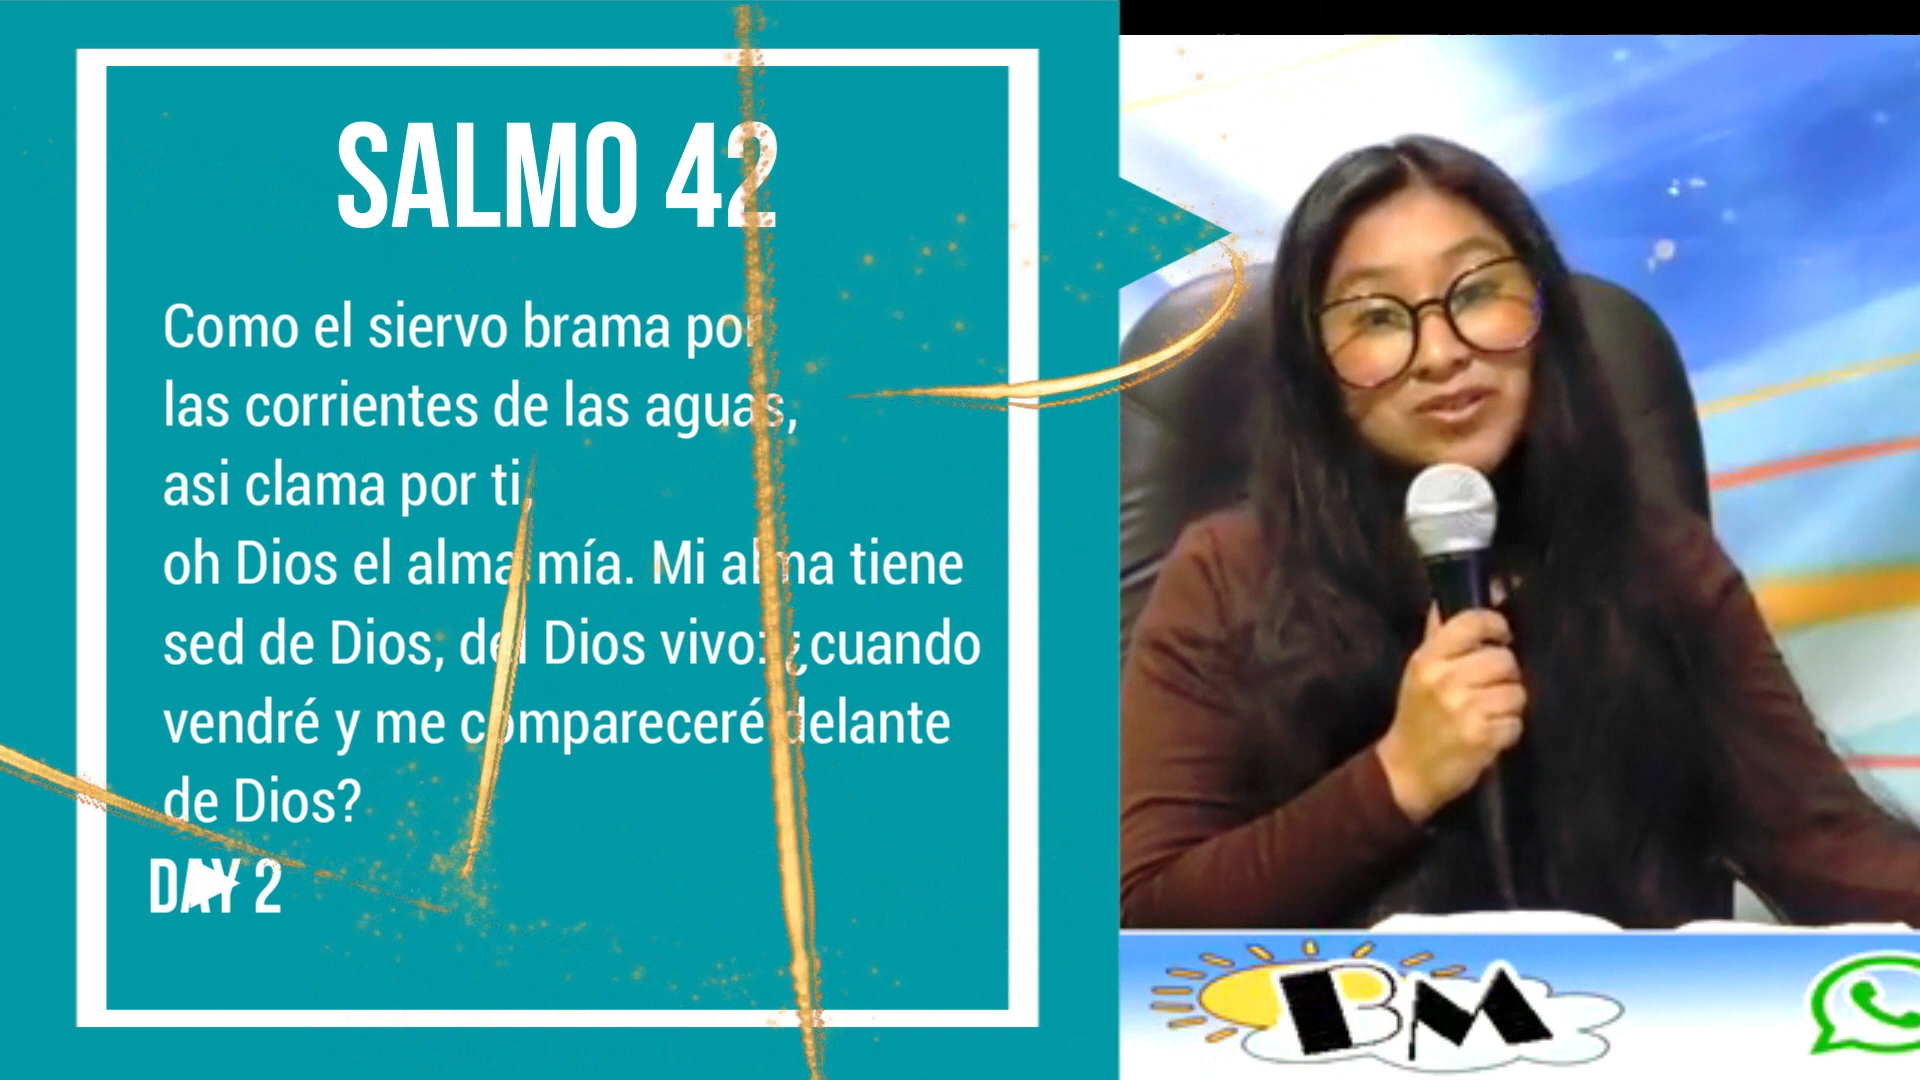 SALMO 42
Como el siervo brama por
las corrientes de las aguas,
asi clama por ti,
oh Dios el alma mía. Mi alma tiene
sed de Dios, del Dios vivo: ¿cuando
vendré y me compareceré delante
de Dios?
DAY 2
BM